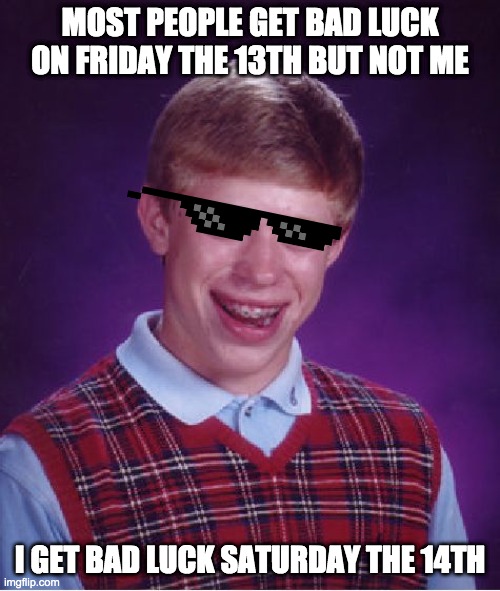 MOST PEOPLE GET BAD LUCK
ON FRIDAY THE 13TH BUT NOT ME
I GET BAD LUCK SATURDAY THE 14TH
imgflip.com